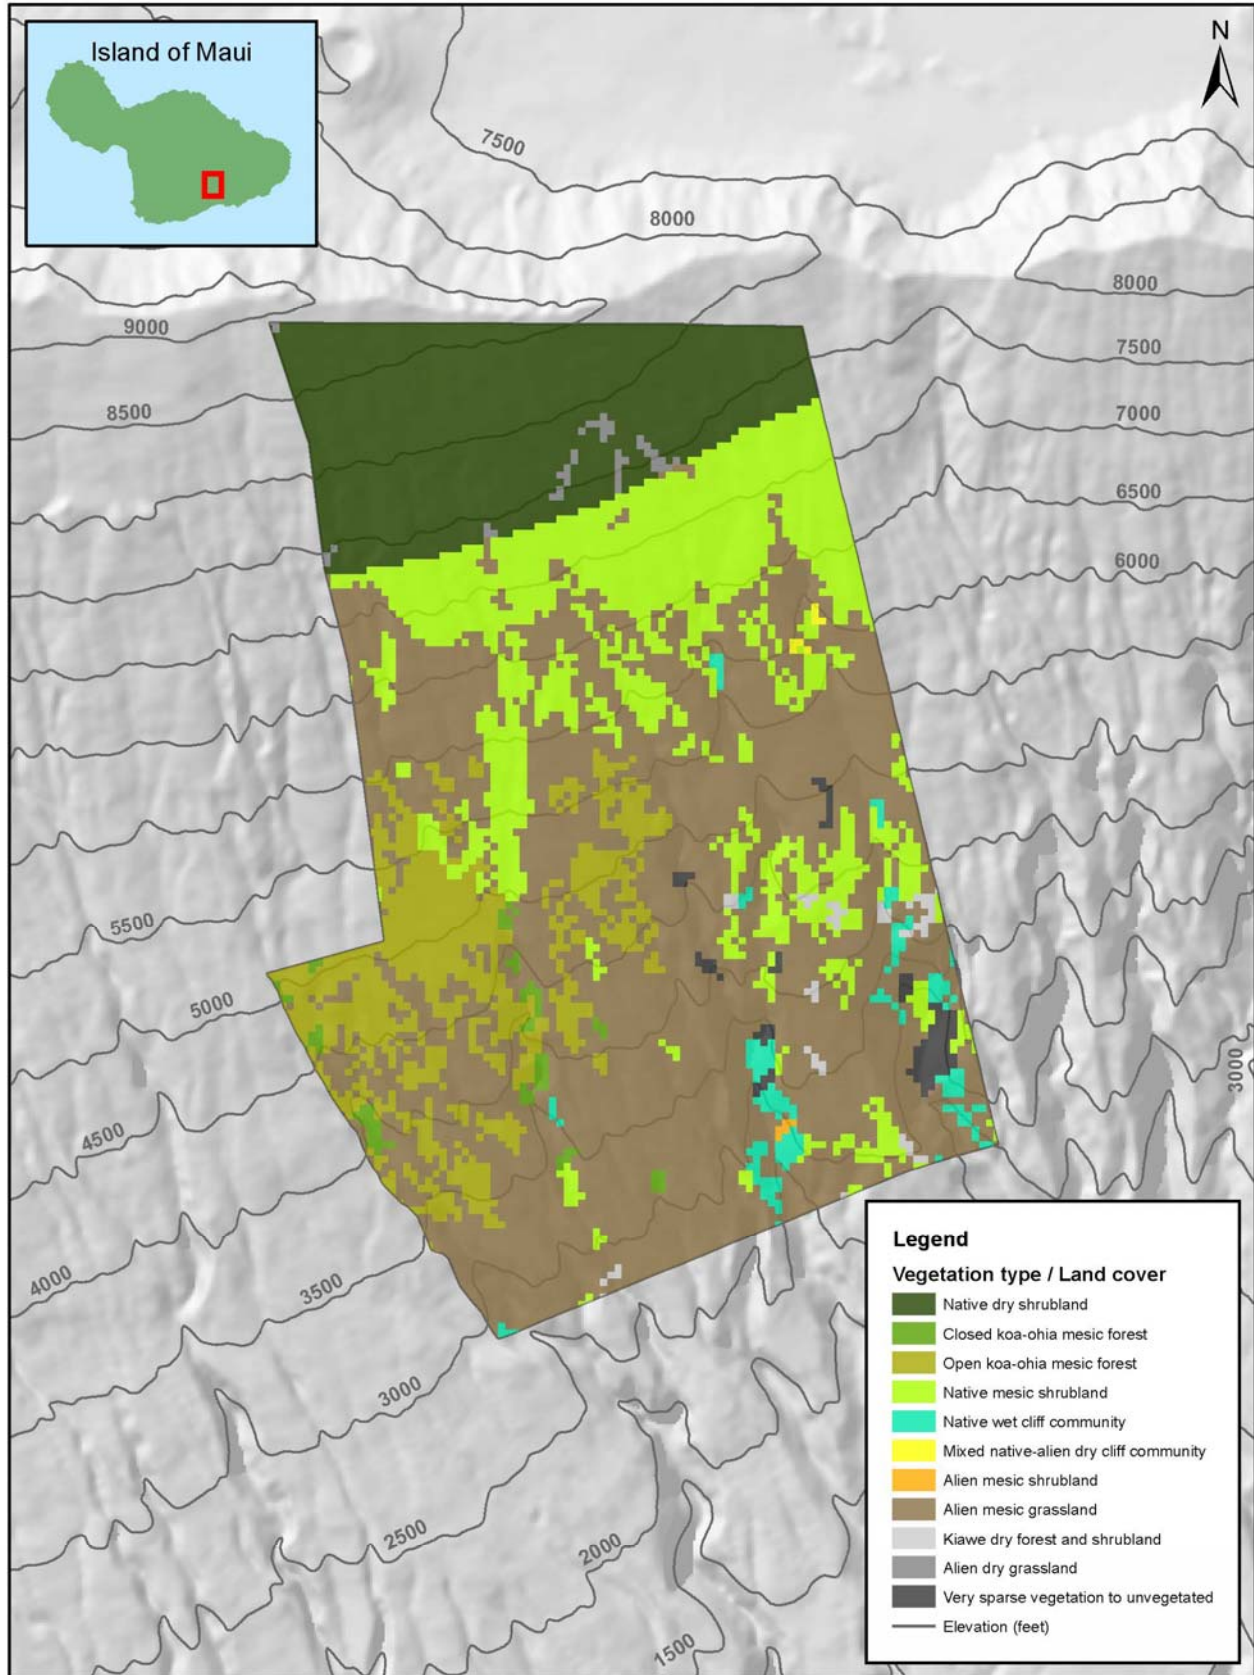 Island of Maui
N
7500
8000
8000
9000
7500
8500
7000
6500
6000
5500
5000
3000
4500
4000
3500
3000
2500
2000
1500
Legend
Vegetation type / Land cover
Native dry shrubland
Closed koa-ohia mesic forest
Open koa-ohia mesic forest
Native mesic shrubland
Native wet cliff community
Mixed native-alien dry cliff community
Alien mesic shrubland
Alien mesic grassland
Kiawe dry forest and shrubland
Alien dry grassland
Very sparse vegetation to unvegetated
Elevation (feet)